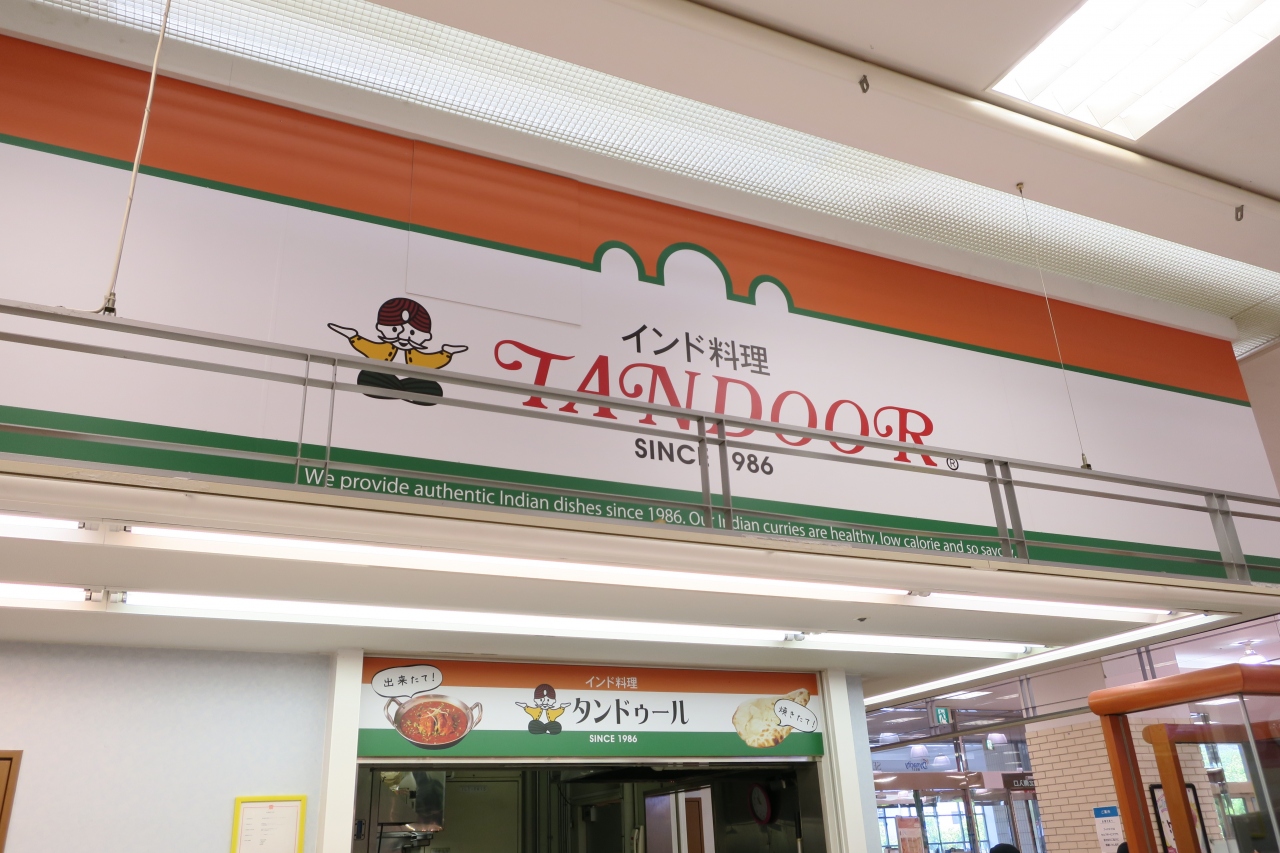 インド料理
TANDOOR
®
SINCE 1986
We provide authentic Indian dishes since 1986. Our Indian curries are healthy, low calorie and so
出来たて!
インド料理
タンドゥール
SINCE 1986
焼きたて!